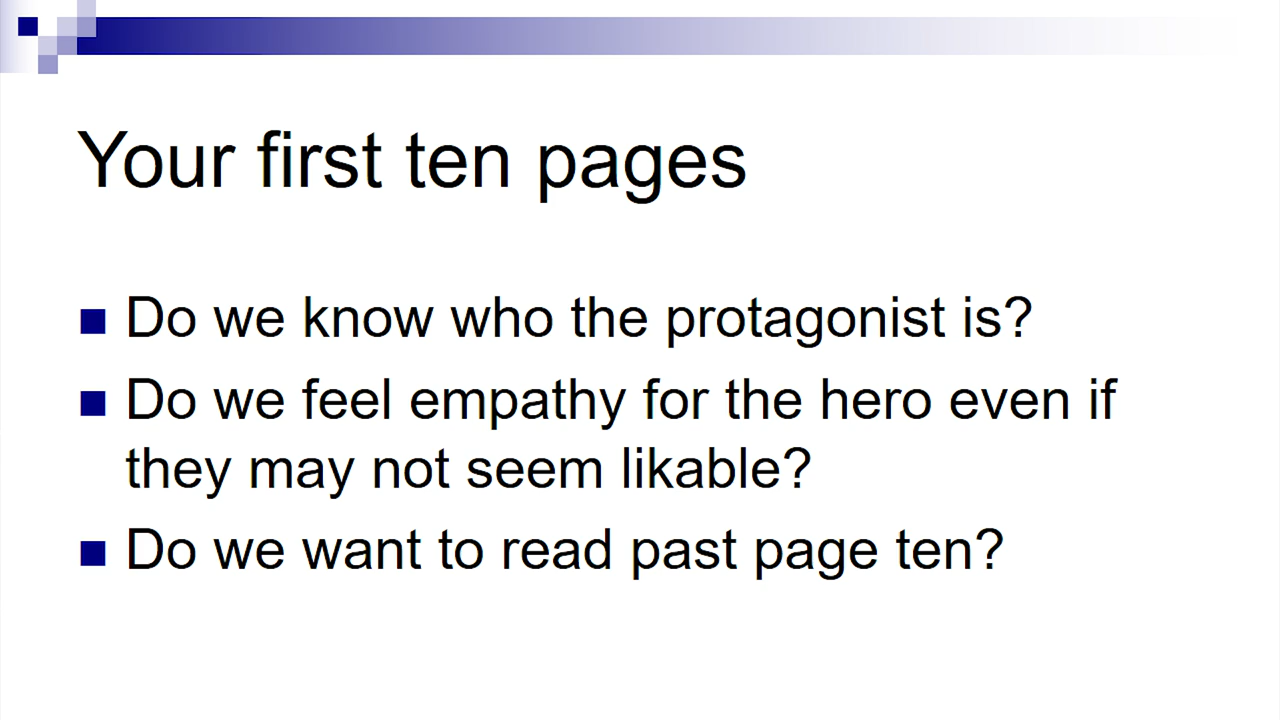 Your first ten pages
Do we know who the protagonist is?
Do we feel empathy for the hero even if
they may not seem likable?
Do we want to read past page ten?